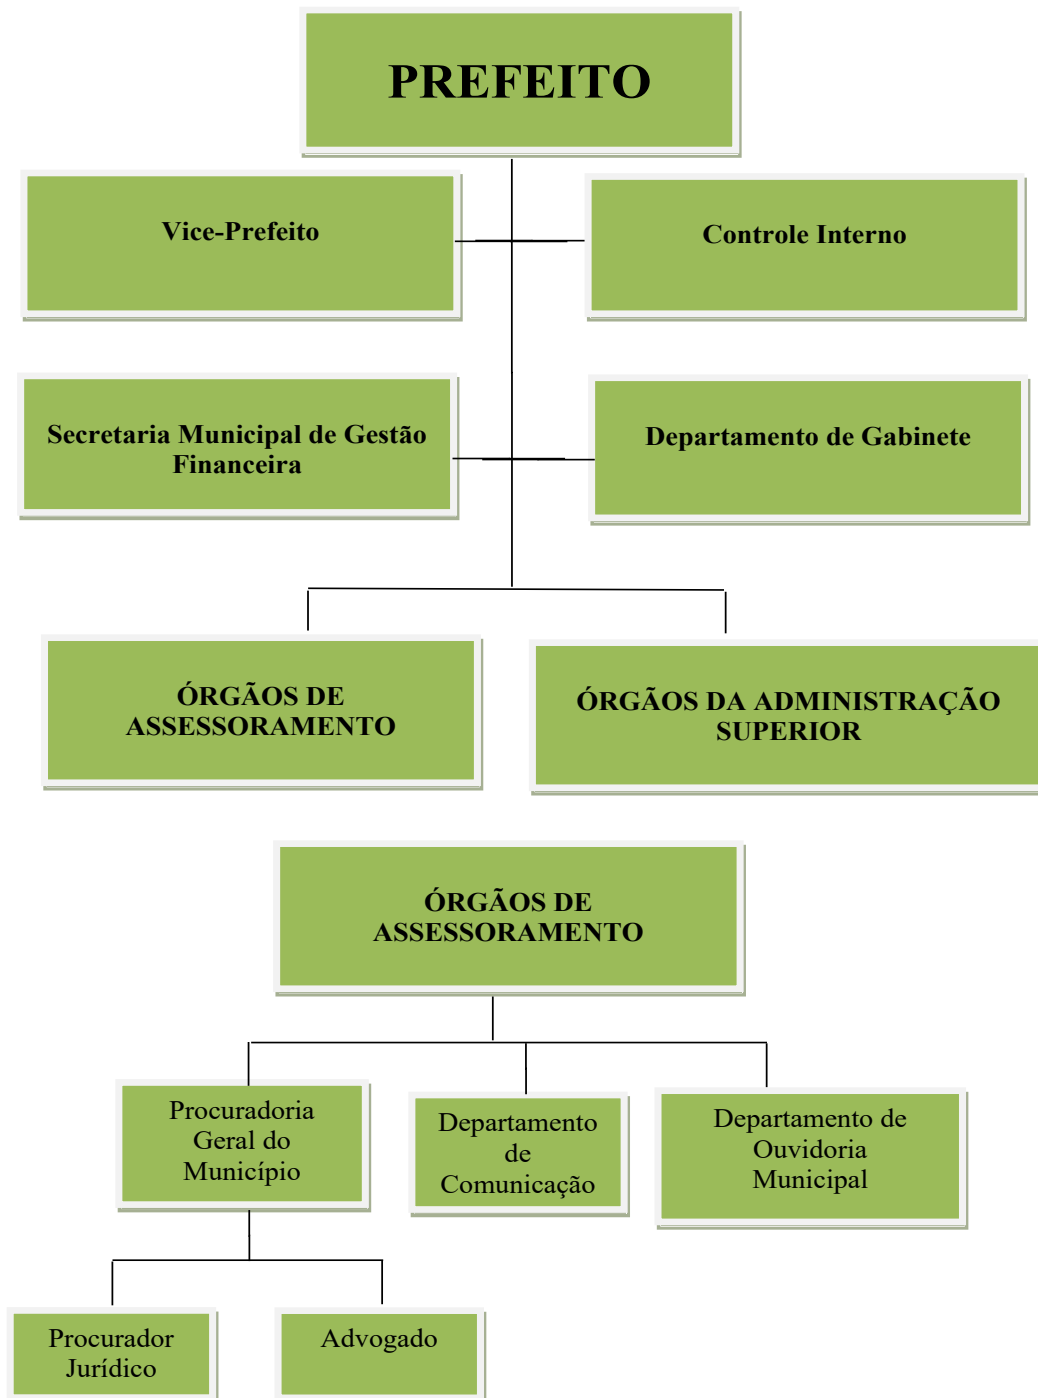 PREFEITO
Vice-Prefeito
Controle Interno
Secretaria Municipal de Gestão
Financeira
Departamento de Gabinete
ÓRGÃOS DE
ASSESSORAMENTO
ÓRGÃOS DA ADMINISTRAÇÃO
SUPERIOR
ÓRGÃOS DE
ASSESSORAMENTO
Procuradoria
Geral do
Município
Departamento
de
Comunicação
Departamento de
Ouvidoria
Municipal
Procurador
Jurídico
Advogado